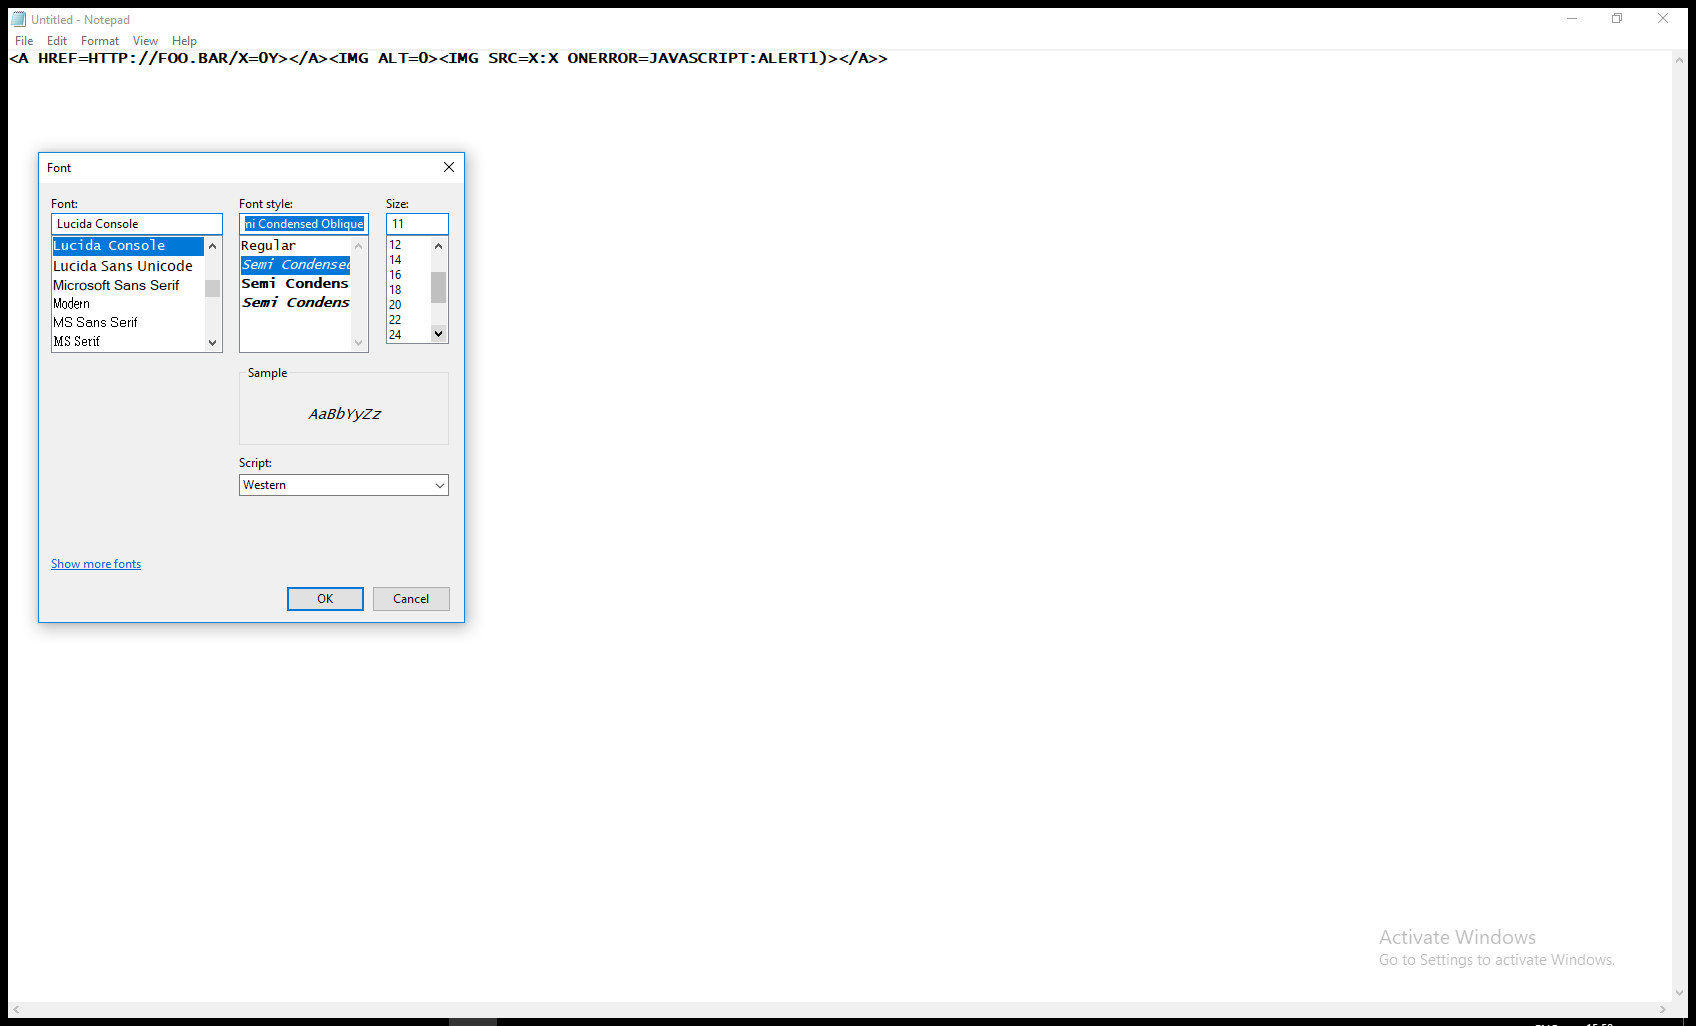 Untitled - Notepad
File Edit Format View Help
<A HREF=HTTP://FOO.BAR/X=0Y></A><IMG ALT=0><IMG SRC=X:X ONERROR=JAVASCRIPT:ALERT1)></A>>
Font
Font: Font style: Size:
Lucida Console
Condensed Oblique
11
Lucida Console
Lucida Sans Unicode
Microsoft Sans Serif
Modern
MS Sans Serif
MS Serif
Regular
Semi Condensed
Semi Condens
Semi Condens
12
14
16
18
20
22
24
Sample
AaBbYyZz
Script:
Western
Show more fonts
OK Cancel
Activate Windows
Go to Settings to activate Windows.